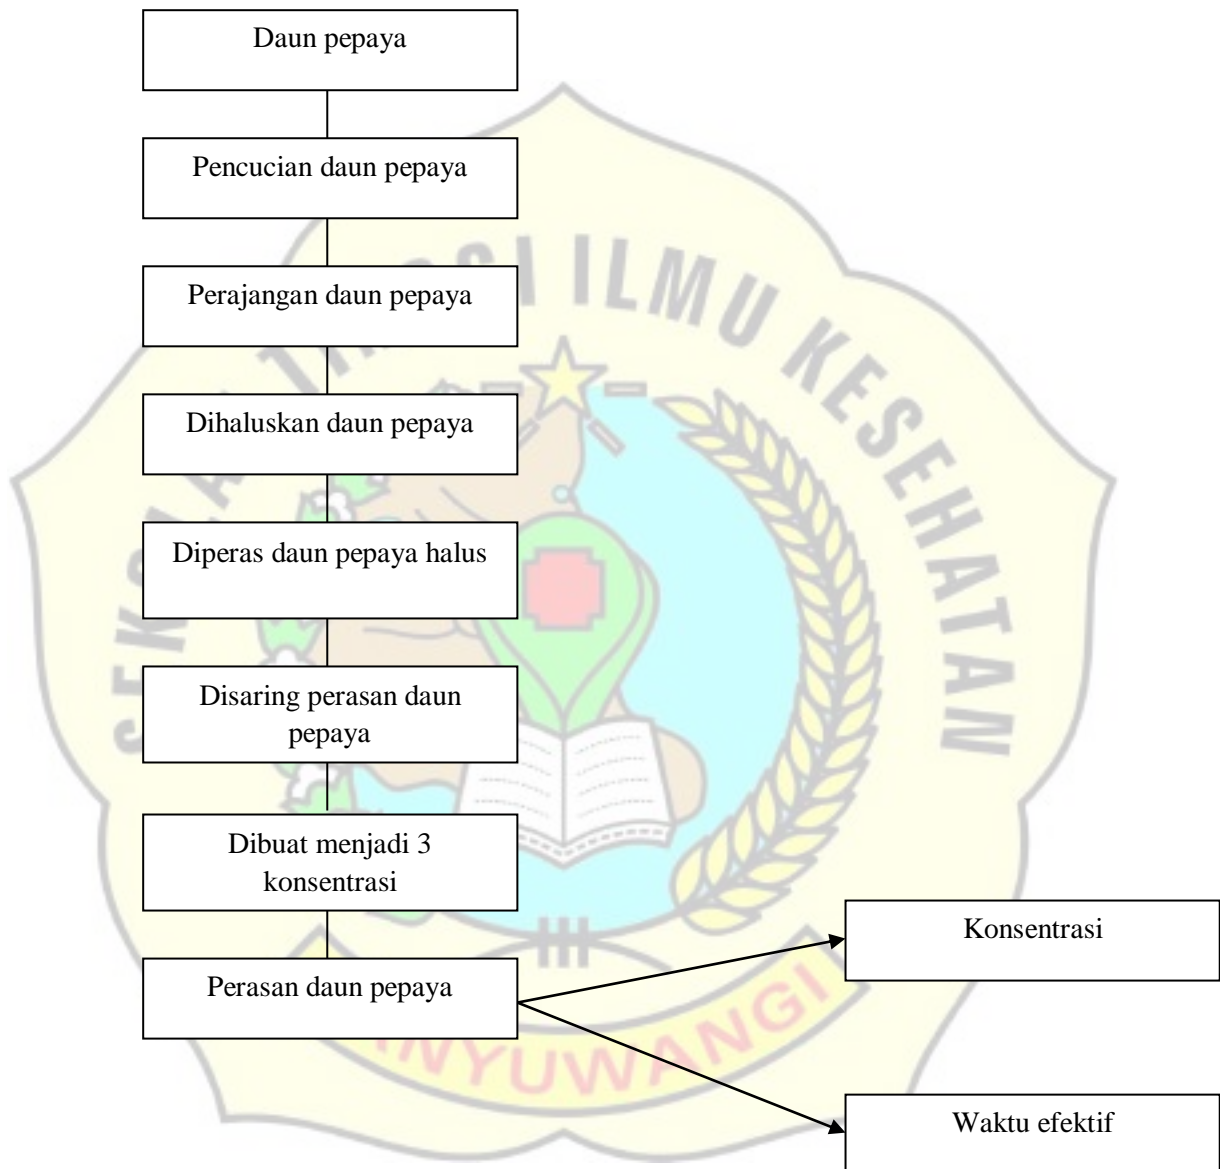 Daun pepaya
Pencucian daun pepaya
Perajangan daun pepaya
Dihaluskan daun pepaya
Diperas daun pepaya halus
Disaring perasan daun
pepaya
Dibuat menjadi 3
konsentrasi
Perasan daun pepaya
Konsentrasi
Waktu efektif
ILMU KESEHATAN